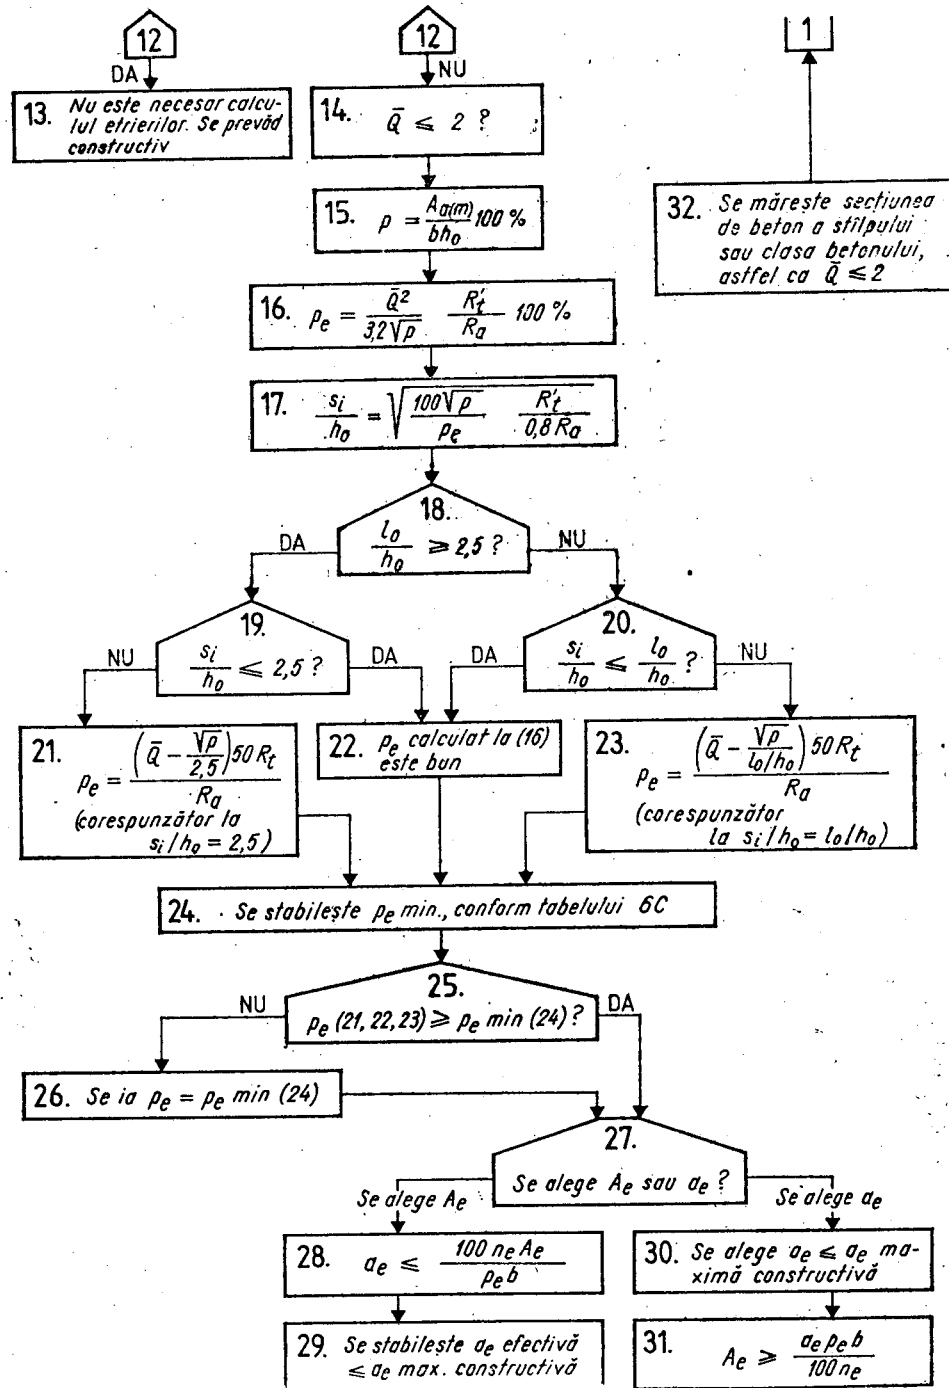 12
DA
13. Nu este necesar calcu-
lul etrierilor. Se prevăd
constructiv
12
NU
14. Q̄ ≤ 2 ?
15. p = Aa(m) / bh₀ 100 %
16. pₑ = Q̄² / 3,2√p R't / Ra 100 %
17. sᵢ / h₀ = √(100√p / pₑ R't / 0,8 Ra)
1
32. Se mărește secțiunea
de beton a stîlpului
sau clasa betonului,
astfel ca Q̄ ≤ 2
18.
l₀ / h₀ ≥ 2,5 ?
DA
NU
19.
sᵢ / h₀ ≤ 2,5 ?
NU
DA
20.
sᵢ / h₀ ≤ l₀ / h₀ ?
DA
NU
21.
pₑ = (Q̄ - √p / 2,5) 50 Rt / Ra
(corespunzător la
sᵢ/h₀ = 2,5)
22. pₑ calculat la (16)
este bun
23.
pₑ = (Q̄ - √p / l₀/h₀) 50 Rt / Ra
(corespunzător
la sᵢ/h₀ = l₀/h₀)
24. Se stabilește pₑ min., conform tabelului 6C
25.
pₑ (21, 22, 23) ≥ pₑ min (24) ?
NU
DA
26. Se ia pₑ = pₑ min (24)
27.
Se alege Aₑ sau aₑ ?
Se alege Aₑ
Se alege aₑ
28. aₑ ≤ 100 nₑ Aₑ / pₑ b
29. Se stabilește aₑ efectivă
≤ aₑ max. constructivă
30. Se alege aₑ ≤ aₑ ma-
ximă constructivă
31. Aₑ ≥ aₑ pₑ b / 100 nₑ